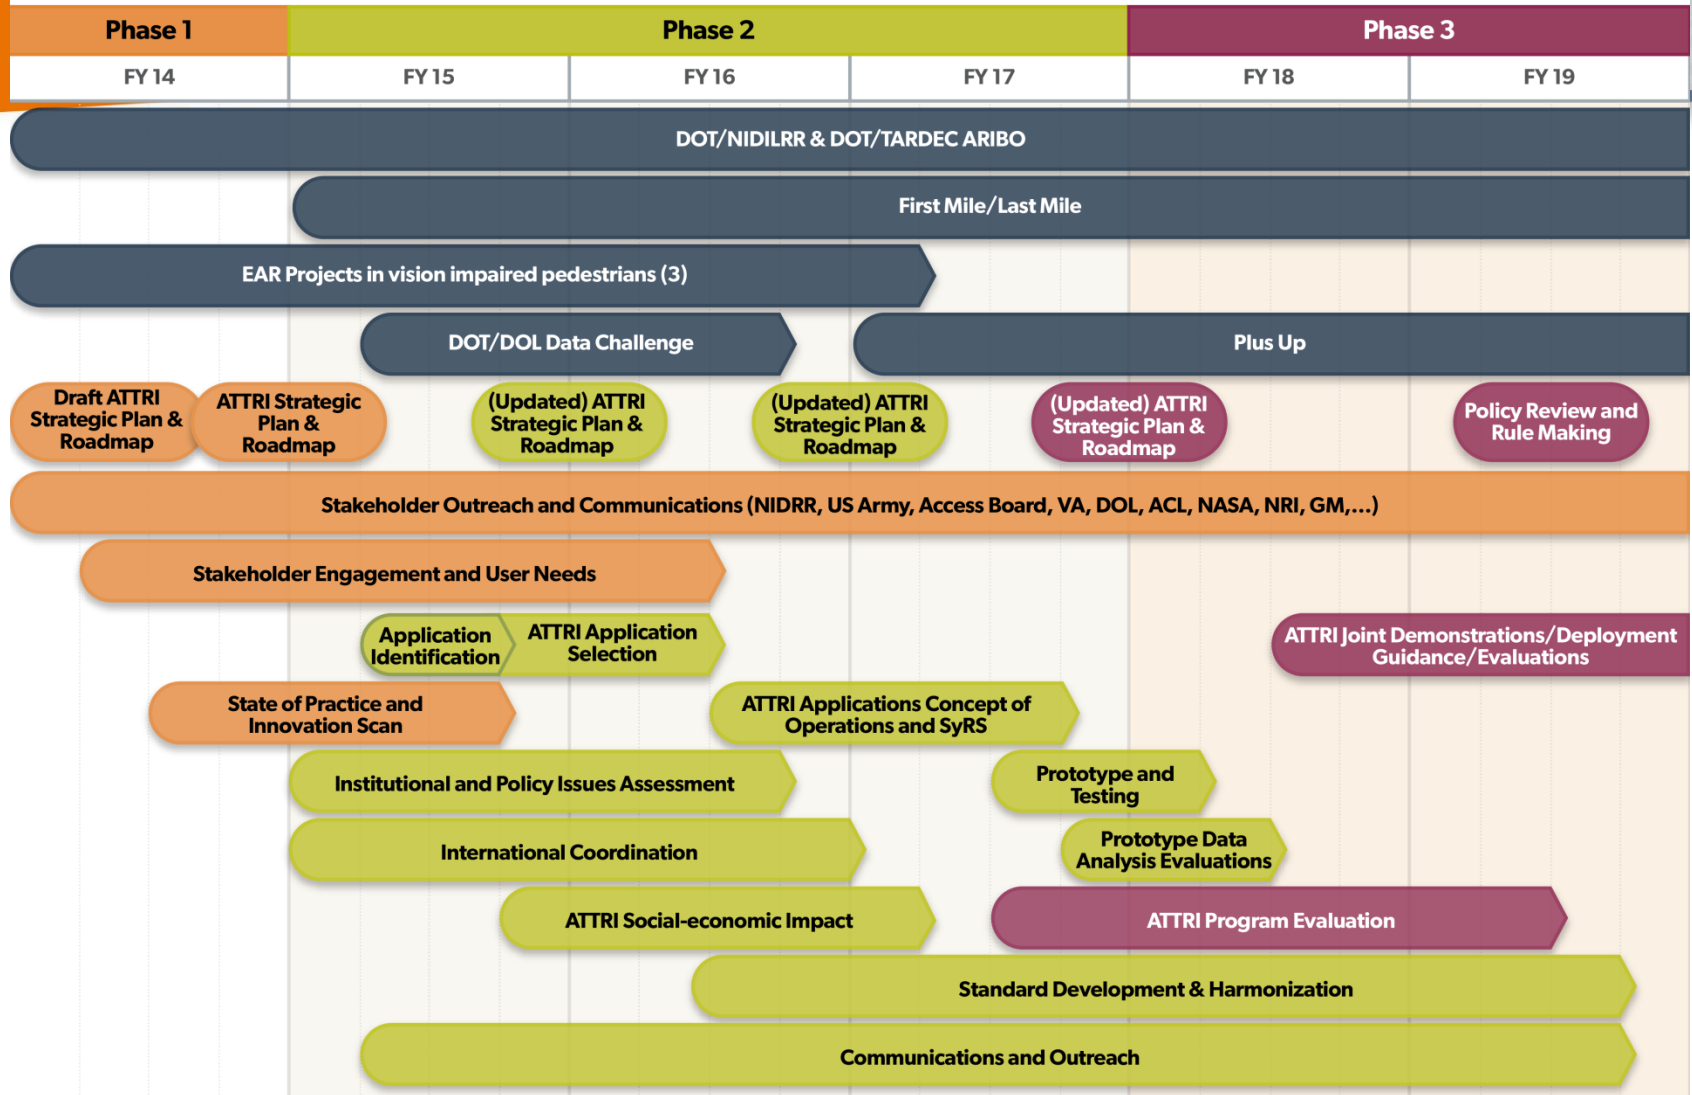 Phase 1
Phase 2
Phase 3
FY 14
FY 15
FY 16
FY 17
FY 18
FY 19
DOT/NIDILRR & DOT/TARDEC ARIBO
First Mile/Last Mile
EAR Projects in vision impaired pedestrians (3)
DOT/DOL Data Challenge
Plus Up
Draft ATTRI
Strategic Plan &
Roadmap
ATTRI Strategic
Plan &
Roadmap
(Updated) ATTRI
Strategic Plan &
Roadmap
(Updated) ATTRI
Strategic Plan &
Roadmap
(Updated) ATTRI
Strategic Plan &
Roadmap
Policy Review and
Rule Making
Stakeholder Outreach and Communications (NIDRR, US Army, Access Board, VA, DOL, ACL, NASA, NRI, GM,...)
Stakeholder Engagement and User Needs
Application
Identification
ATTRI Application
Selection
ATTRI Joint Demonstrations/Deployment
Guidance/Evaluations
State of Practice and
Innovation Scan
ATTRI Applications Concept of
Operations and SyRS
Institutional and Policy Issues Assessment
Prototype and
Testing
International Coordination
Prototype Data
Analysis Evaluations
ATTRI Social-economic Impact
ATTRI Program Evaluation
Standard Development & Harmonization
Communications and Outreach